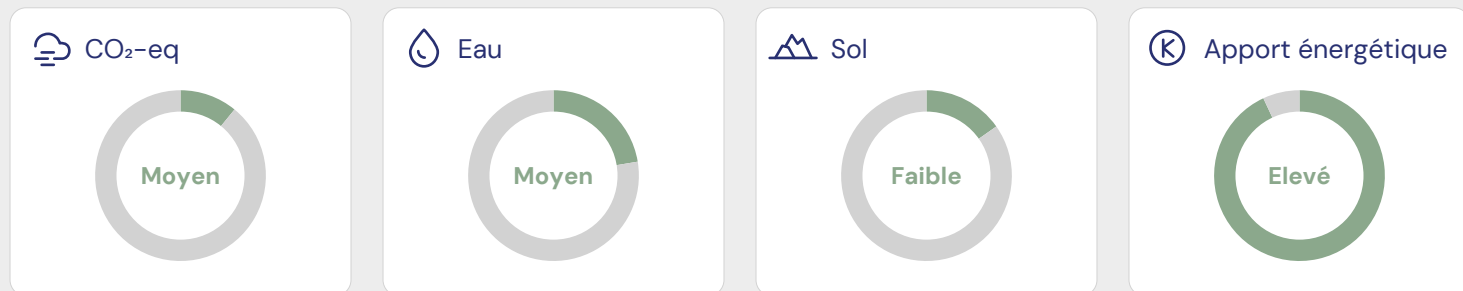 CO₂-eq
Moyen
Eau
Moyen
Sol
Faible
Apport énergétique
Elevé